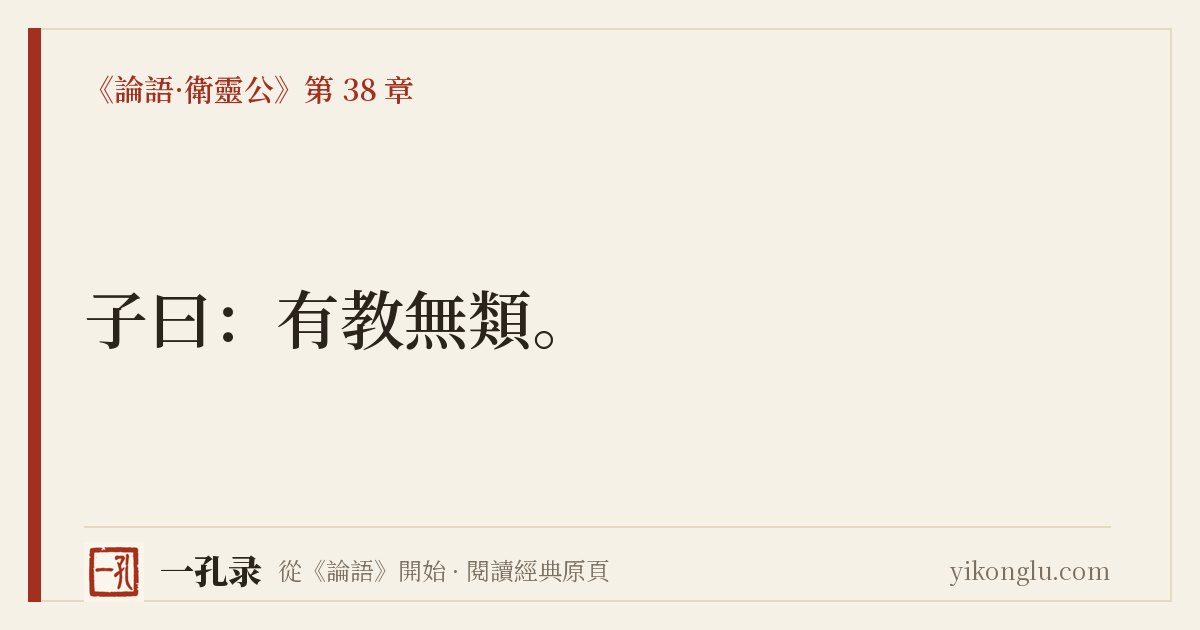 《論語·衛靈公》第 38 章
子曰：有教無類。
一孔
一孔录 從《論語》開始 · 閱讀經典原頁 yikonglu.com